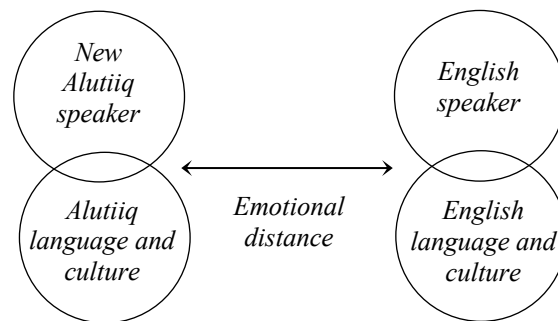 New
Alutiiq
speaker
English
speaker
Alutiiq
language and
culture
Emotional
distance
English
language and
culture